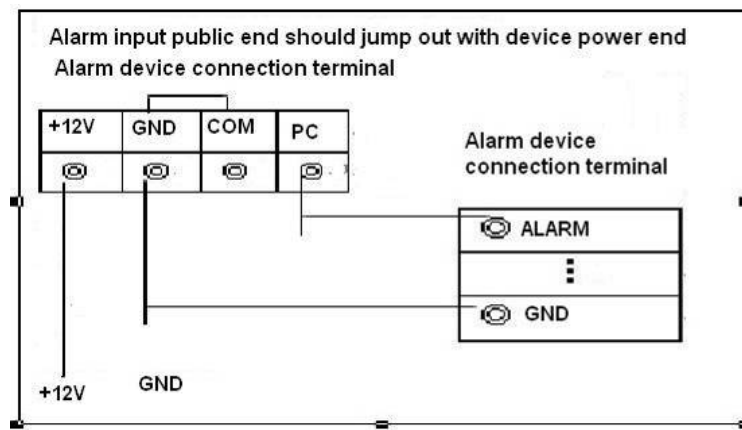 Alarm input public end should jump out with device power end
Alarm device connection terminal
+12V GND COM PC
Alarm device
connection terminal
ALARM
GND
+12V GND